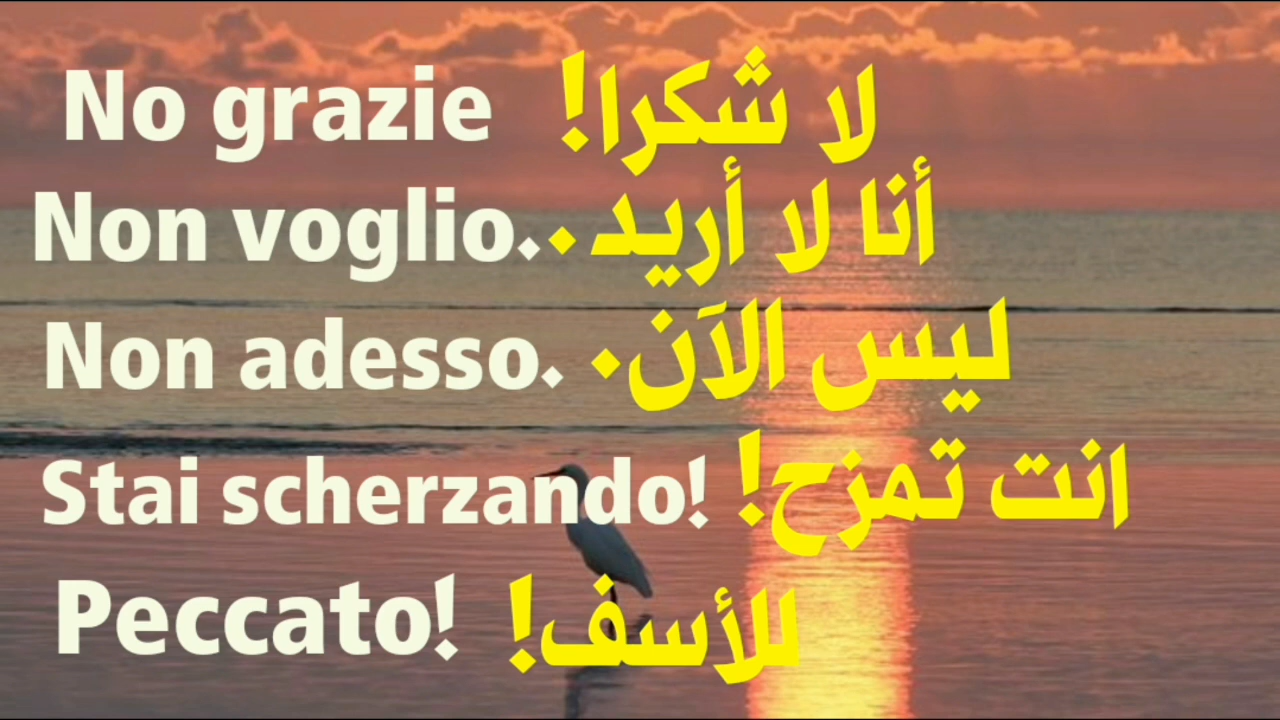 No grazie لا شكرا!
Non voglio. أنا لا أريد.
Non adesso. ليس الآن.
Stai scherzando! انت تمزح!
Peccato! للأسف!